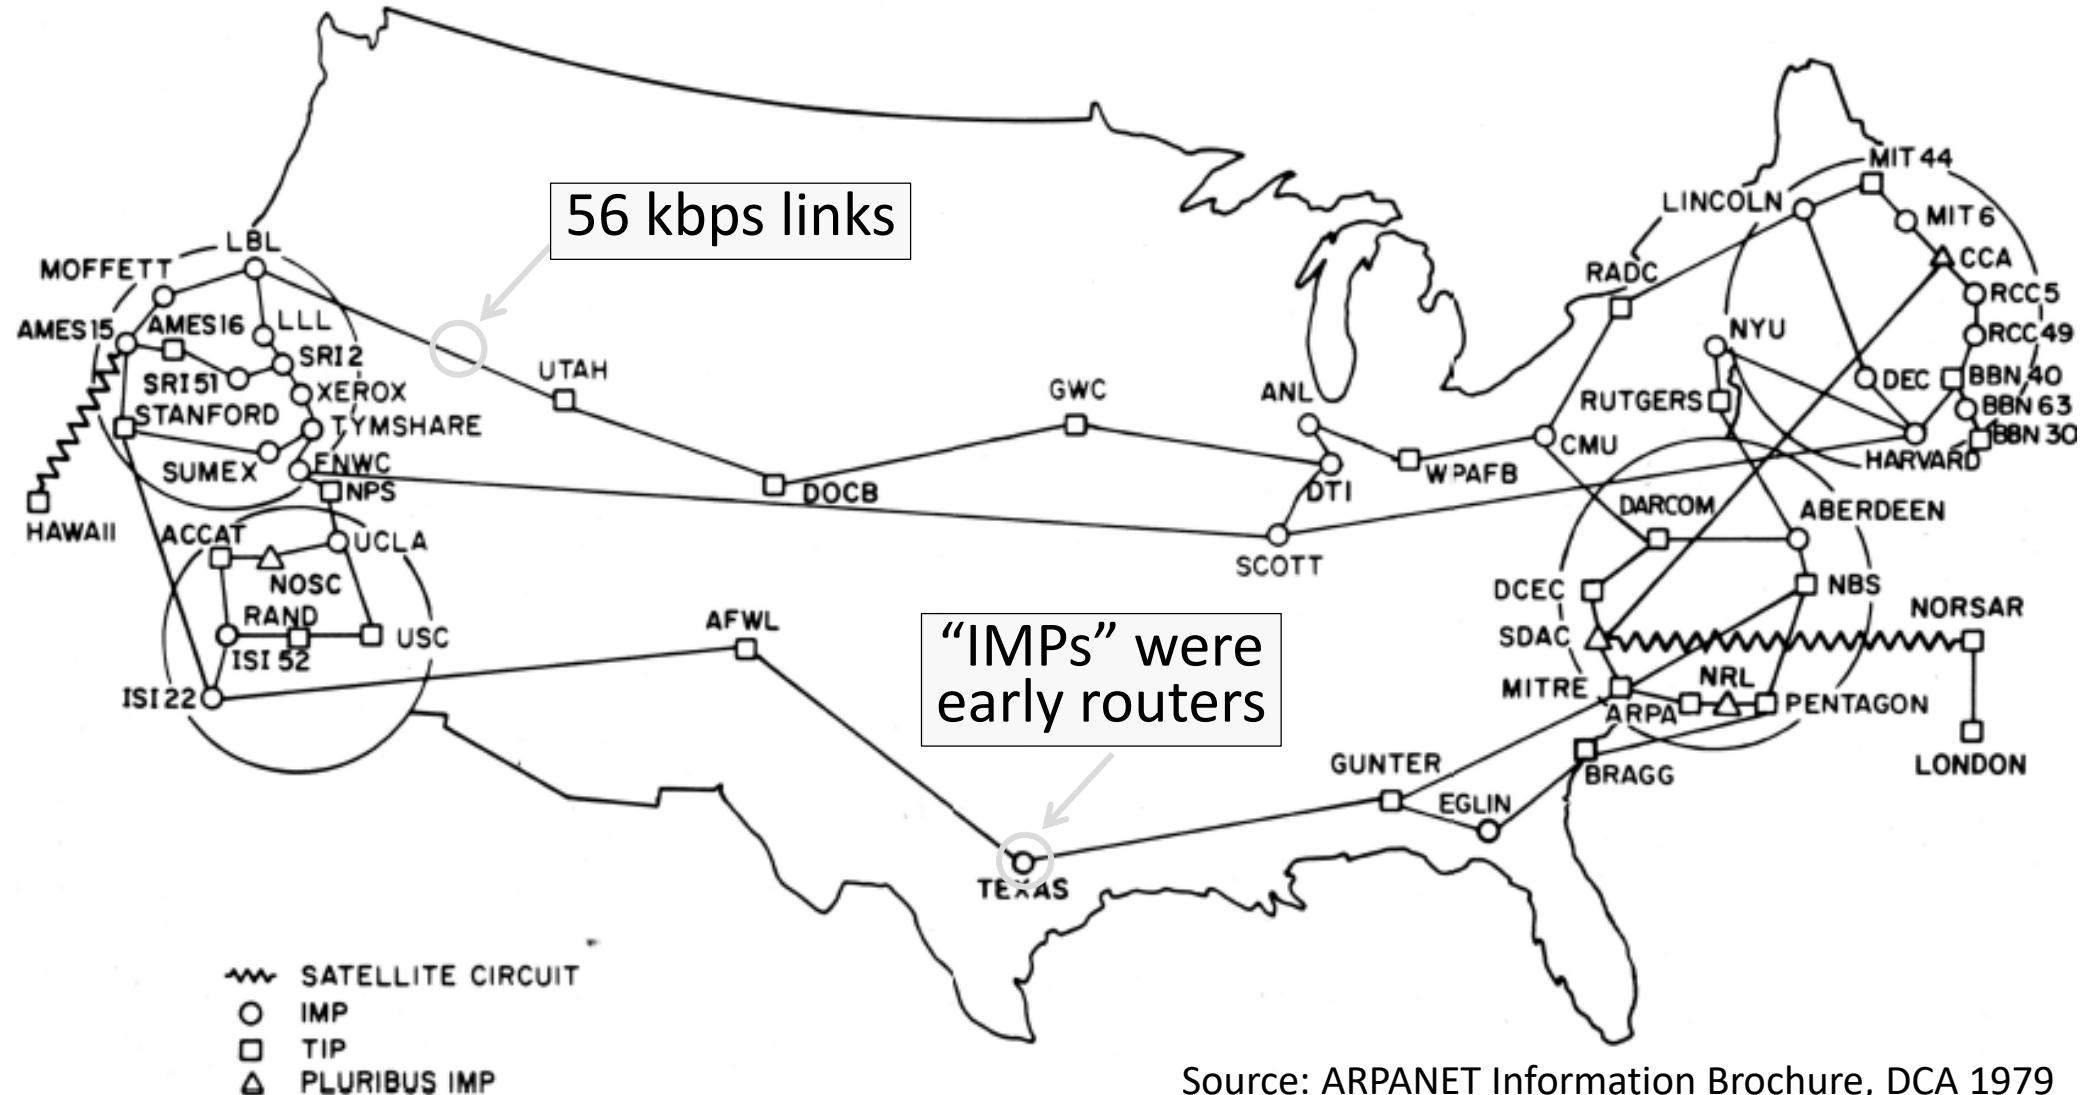 MIT 44
LINCOLN
MIT 6
56 kbps links
LBL
CCA
MOFFETT
RADC
RCC 5
AMES15
AMES16
LLL
NYU
RCC 49
SRI 2
UTAH
SRI 51
XEROX
GWC
ANL
RUTGERS
DEC
BBN 40
STANFORD
TYMSHARE
BBN 63
BBN 30
CMU
SUMEX
FNWC
WPAFB
HARVARD
NPS
DOCB
DTI
DARCOM
ABERDEEN
HAWAII
ACCAT
UCLA
SCOTT
NOSC
DCEC
NBS
RAND
AFWL
NORSAR
USC
SDAC
“IMPs” were
early routers
ISI 52
MITRE
NRL
ISI 22
ARPA
PENTAGON
GUNTER
BRAGG
LONDON
EGLIN
TEXAS
SATELLITE CIRCUIT
IMP
TIP
PLURIBUS IMP
Source: ARPANET Information Brochure, DCA 1979